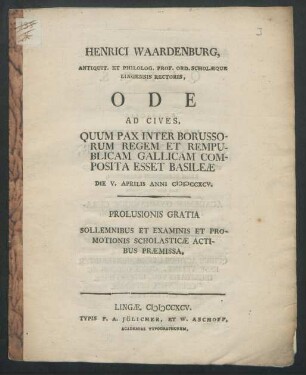 HENRICI WAARDENBURG,
ANTIQUIT. ET PHILOLOG. PROF. ORD. SCHOLÆQUE
LINGENSIS RECTORIS,
ODE
AD CIVES,
QUUM PAX INTER BORUSSO-
RUM REGEM ET REMPU-
BLICAM GALLICAM COM-
POSITA ESSET BASILEÆ
DIE V. APRILIS ANNI CIƆIƆCCXCV.
PROLUSIONIS GRATIA
SOLLEMNIBUS ET EXAMINIS ET PRO-
MOTIONIS SCHOLASTICÆ ACTI-
BUS PRÆMISSA,
LINGÆ, CIƆIƆCCXCV.
TYPIS F. A. JÜLICHER, ET W. ASCHOFF,
ACADEMIAE TYPOGRAPHORUM,